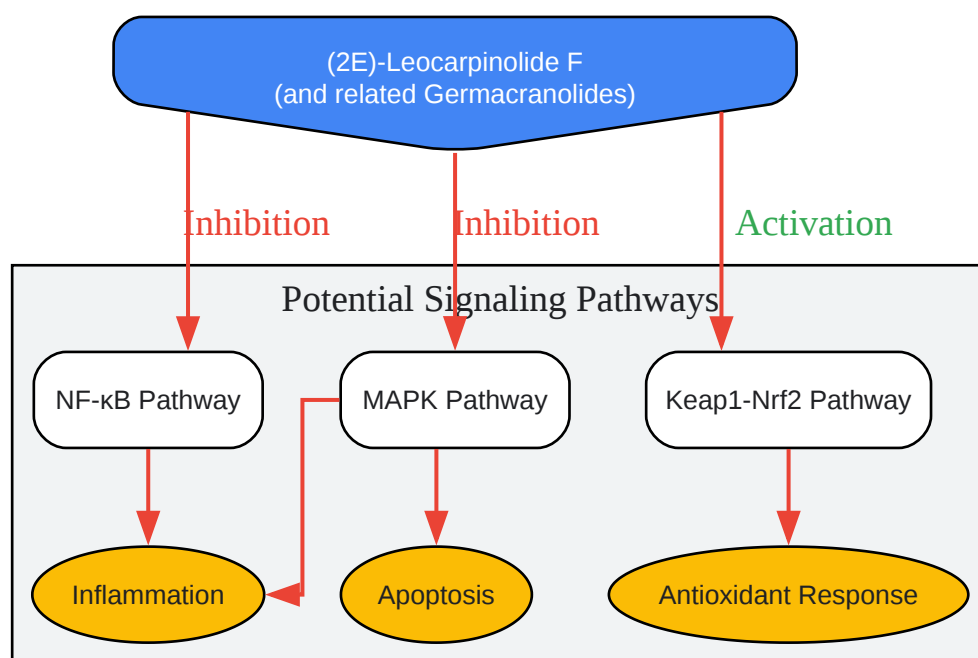 (2E)-Leocarpinolide F
(and related Germacranolides)
Inhibition
Inhibition
Activation
Potential Signaling Pathways
NF-κB Pathway
MAPK Pathway
Keap1-Nrf2 Pathway
Inflammation
Apoptosis
Antioxidant Response